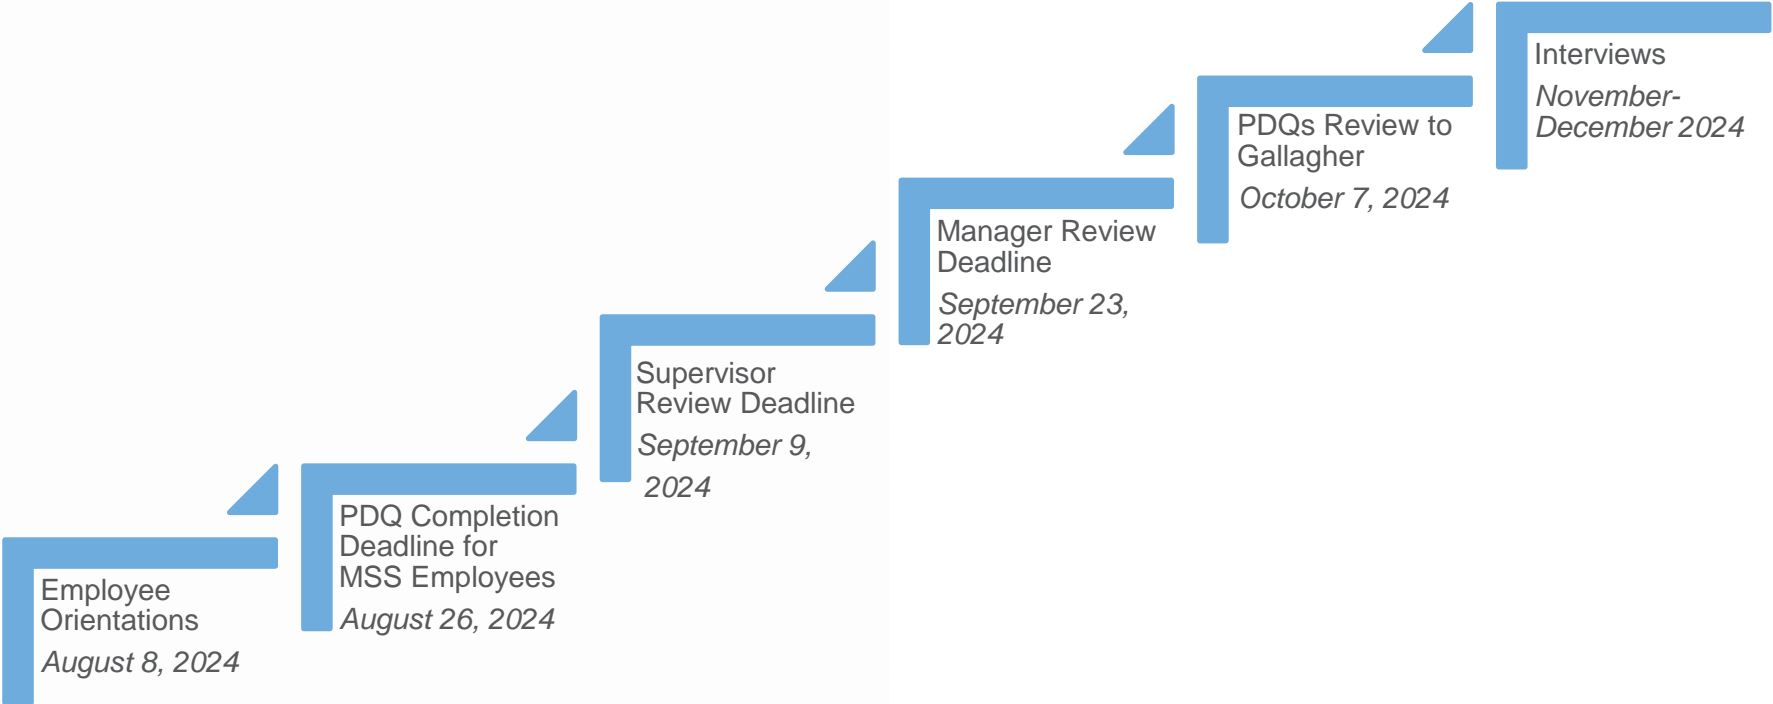 Employee
Orientations
August 8, 2024
PDQ Completion
Deadline for
MSS Employees
August 26, 2024
Supervisor
Review Deadline
September 9,
2024
Manager Review
Deadline
September 23,
2024
PDQs Review to
Gallagher
October 7, 2024
Interviews
November-
December 2024